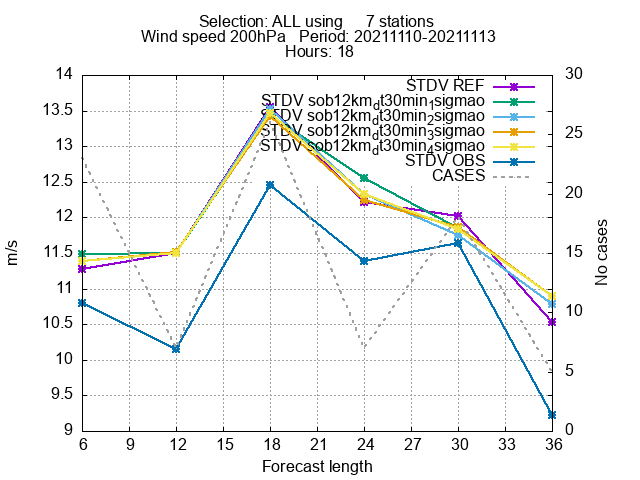 Selection: ALL using 7 stations
Wind speed 200hPa Period: 20211110-20211113
Hours: 18
STDV REF
STDV sob12km_dt30min_1sigmao
STDV sob12km_dt30min_2sigmao
STDV sob12km_dt30min_3sigmao
STDV sob12km_dt30min_4sigmao
STDV OBS
CASES
14
13.5
13
12.5
12
11.5
11
10.5
10
9.5
9
m/s
30
25
20
15
10
5
0
No cases
6 9 12 15 18 21 24 27 30 33 36
Forecast length